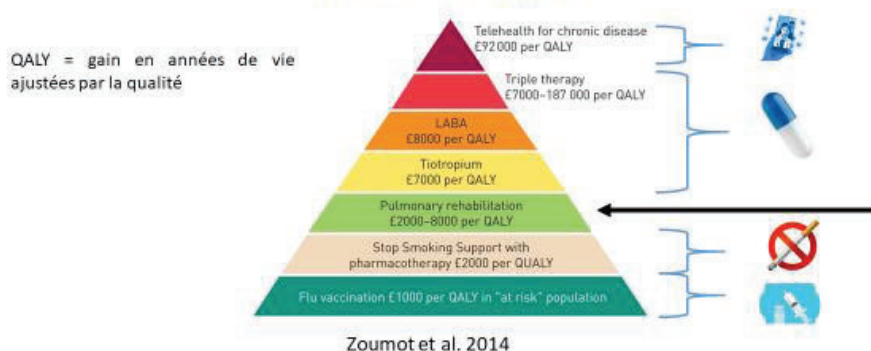 QALY = gain en années de vie
ajustées par la qualité
Telehealth for chronic disease
£92000 per QALY
Triple therapy
£7000–187 000 per QALY
LABA
£8000 per QALY
Tiotropium
£7000 per QALY
Pulmonary rehabilitation
£2000–8000 per QALY
Stop Smoking Support with
pharmacotherapy £2000 per QUALY
Flu vaccination £1000 per QALY in "at risk" population
Zoumot et al. 2014